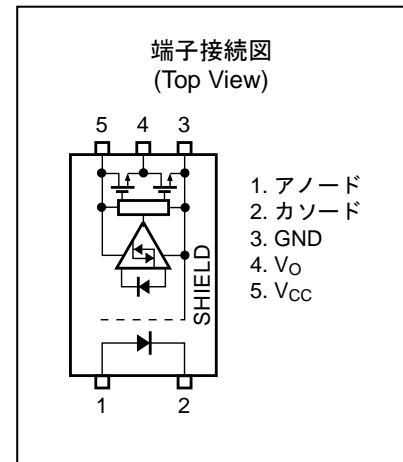 端子接続図
(Top View)
5 4 3
SHIELD
1 2
1. アノード
2. カソード
3. GND
4. VO
5. VCC